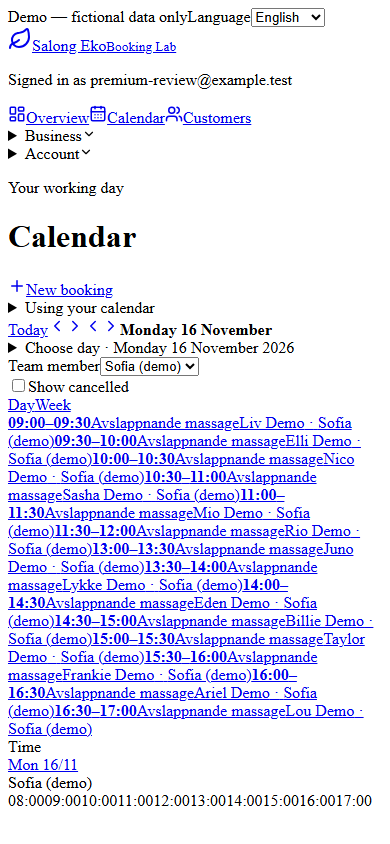 Demo — fictional data onlyLanguage English
Salong EkoBooking Lab
Signed in as premium-review@example.test
Overview Calendar Customers
Business
Account
Your working day
Calendar
New booking
Using your calendar
Today Monday 16 November
Choose day · Monday 16 November 2026
Team member Sofia (demo)
Show cancelled
DayWeek
09:00–09:30Avslappnande massageLiv Demo · Sofia
(demo)09:30–10:00Avslappnande massageElli Demo ·
Sofia (demo)10:00–10:30Avslappnande massageNico
Demo · Sofia (demo)10:30–11:00Avslappnande
massageSasha Demo · Sofia (demo)11:00–
11:30Avslappnande massageMio Demo · Sofia
(demo)11:30–12:00Avslappnande massageRio Demo ·
Sofia (demo)13:00–13:30Avslappnande massageJuno
Demo · Sofia (demo)13:30–14:00Avslappnande
massageLykke Demo · Sofia (demo)14:00–
14:30Avslappnande massageEden Demo · Sofia
(demo)14:30–15:00Avslappnande massageBillie Demo ·
Sofia (demo)15:00–15:30Avslappnande massageTaylor
Demo · Sofia (demo)15:30–16:00Avslappnande
massageFrankie Demo · Sofia (demo)16:00–
16:30Avslappnande massageAriel Demo · Sofia
(demo)16:30–17:00Avslappnande massageLou Demo ·
Sofia (demo)
Time
Mon 16/11
Sofia (demo)
08:0009:0010:0011:0012:0013:0014:0015:0016:0017:00